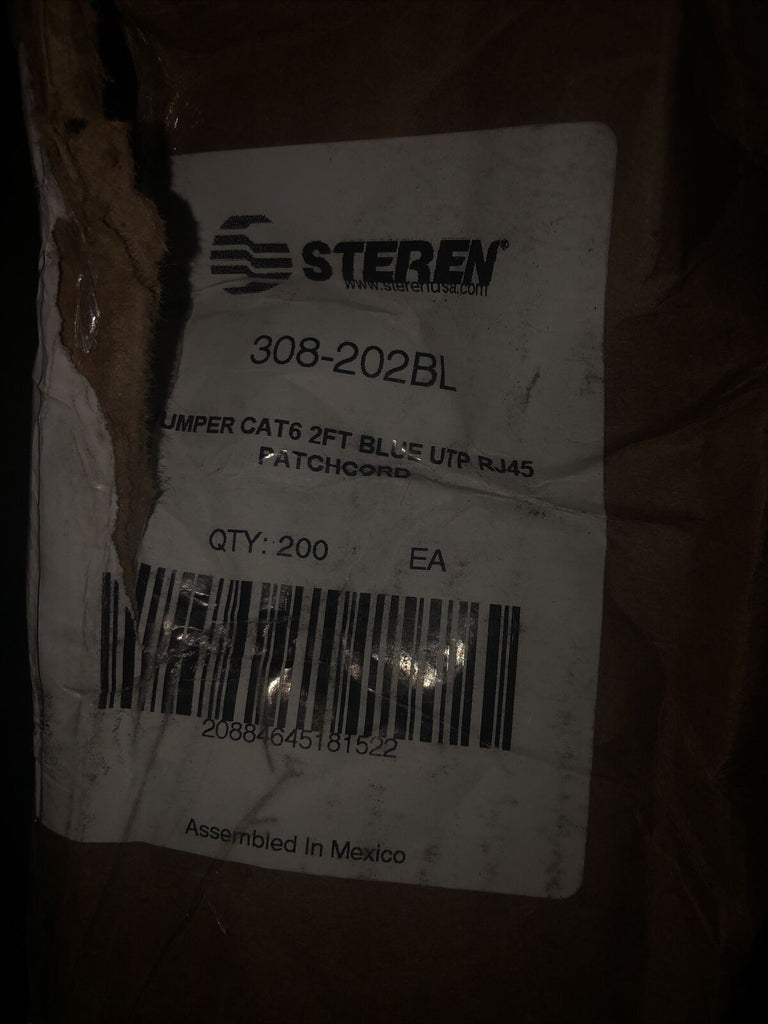 STEREN®
www.sterenusa.com
308-202BL
UMPER CAT6 2FT BLUE UTP RJ45
PATCHCORD
QTY: 200 EA
20884645181522
Assembled In Mexico